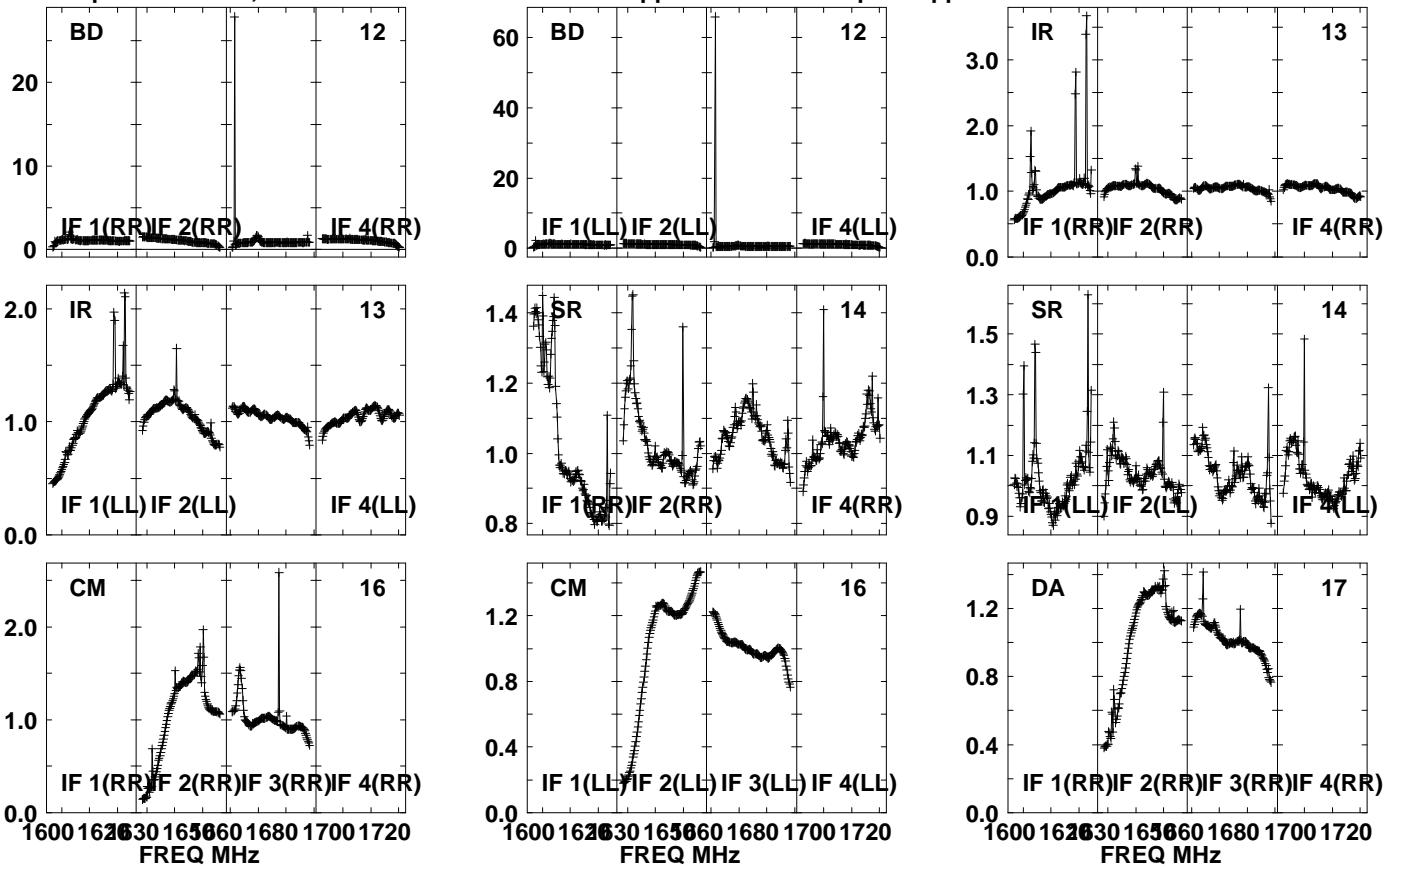 BD 12 BD 12 IR 13
20 60 3.0
10 40 2.0
0 20 1.0
0 0.0
IF 1(RR) IF 2(RR) IF 4(RR) IF 1(LL) IF 2(LL) IF 4(LL) IF 1(RR) IF 2(RR) IF 4(RR)
IR 13 SR 14 SR 14
2.0 1.4 1.5
1.0 1.2 1.3
0.0 1.0 1.1
0.8 0.9
IF 1(LL) IF 2(LL) IF 4(LL) IF 1(RR) IF 2(RR) IF 4(RR) IF 1(LL) IF 2(LL) IF 4(LL)
CM 16 CM 16 DA 17
2.0 1.2 1.2
1.0 0.8 0.8
0.0 0.4 0.4
0.0 0.0
IF 1(RR) IF 2(RR) IF 3(RR) IF 4(RR) IF 1(LL) IF 2(LL) IF 3(LL) IF 4(LL) IF 1(RR) IF 2(RR) IF 3(RR) IF 4(RR)
1600 1620 1630 1650 1660 1680 1700 1720 1600 1620 1630 1650 1660 1680 1700 1720 1600 1620 1630 1650 1660 1680 1700 1720
FREQ MHz FREQ MHz FREQ MHz